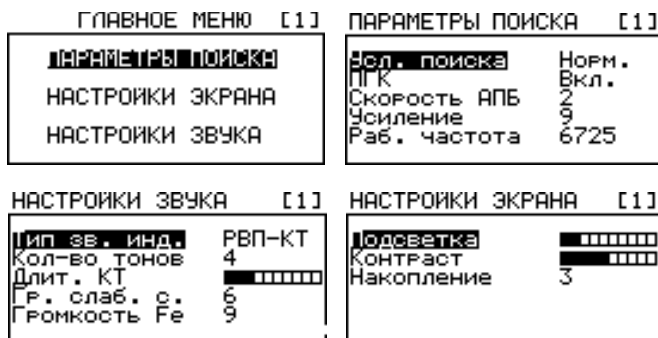 ГЛАВНОЕ МЕНЮ [1]
ПАРАМЕТРЫ ПОИСКА
НАСТРОЙКИ ЭКРАНА
НАСТРОЙКИ ЗВУКА
ПАРАМЕТРЫ ПОИСКА [1]
Усл. поиска Норм.
ПГК Вкл.
Скорость АПБ 2
Усиление 9
Раб. частота 6725
НАСТРОЙКИ ЗВУКА [1]
Тип зв. инд. РВП-КТ
Кол-во тонов 4
Длит. КТ
Гр. слаб. с. 6
Громкость Fe 9
НАСТРОЙКИ ЭКРАНА [1]
Подсветка
Контраст
Накопление 3